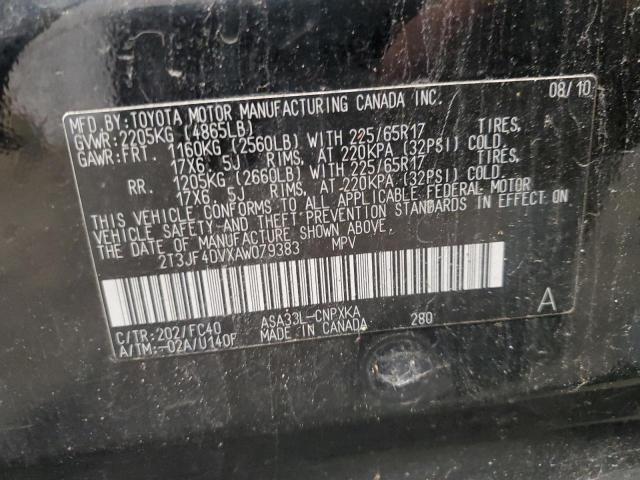 MFD.BY:TOYOTA MOTOR MANUFACTURING CANADA INC. 08/10
GVWR:2205KG (4865LB)
GAWR:FRT. 1160KG (2560LB) WITH 225/65R17 TIRES,
17X6. 5J RIMS, AT 220KPA (32PSI) COLD.
RR. 1205KG (2660LB) WITH 225/65R17 TIRES,
17X6. 5J RIMS, AT 220KPA (32PSI) COLD.
THIS VEHICLE CONFORMS TO ALL APPLICABLE FEDERAL MOTOR
VEHICLE SAFETY AND THEFT PREVENTION STANDARDS IN EFFECT ON
THE DATE OF MANUFACTURE SHOWN ABOVE.
2T3JF4DVXAW079383 MPV
C/TR:202/FC40 ASA33L-CNPXKA 280 A
A/TM:-02A/U140F MADE IN CANADA